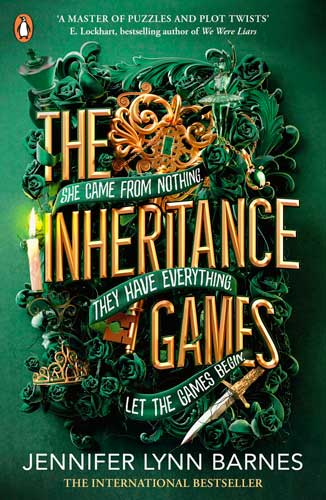 'A MASTER OF PUZZLES AND PLOT TWISTS'
E. Lockhart, bestselling author of We Were Liars
THE
SHE CAME FROM NOTHING.
INHERITANCE
THEY HAVE EVERYTHING.
GAMES
LET THE GAMES BEGIN.
JENNIFER LYNN BARNES
THE INTERNATIONAL BESTSELLER